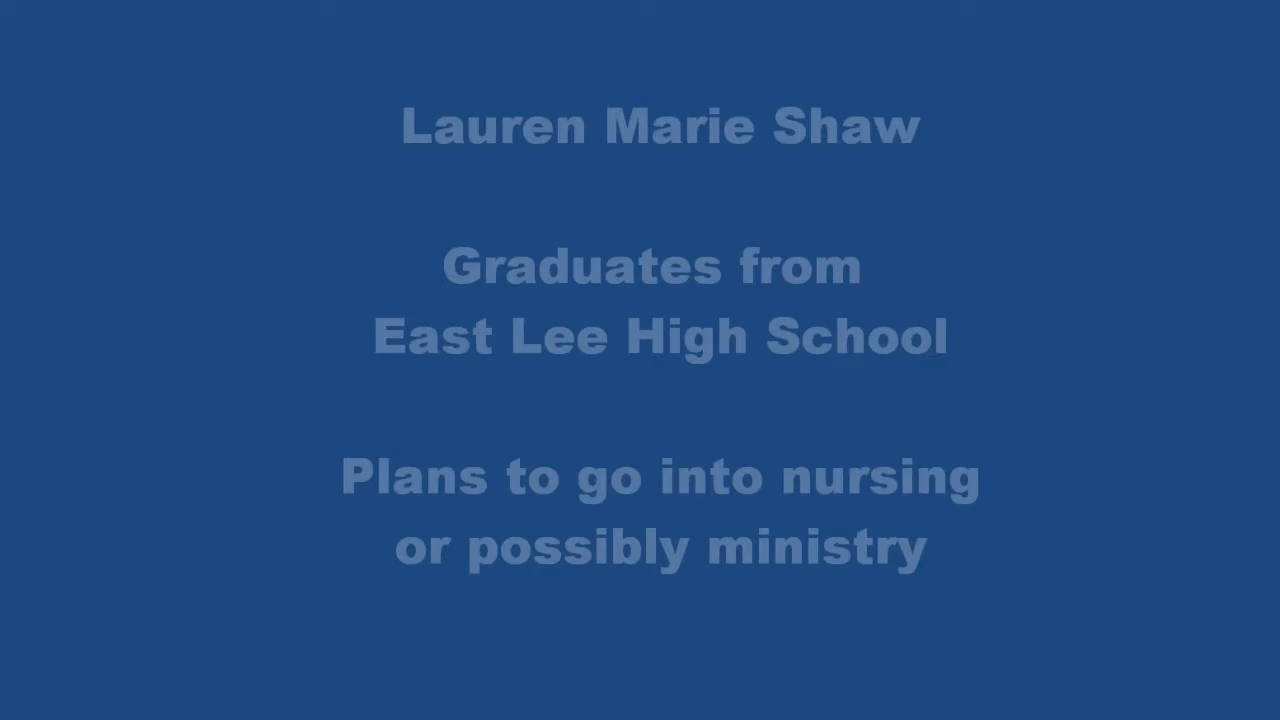 Lauren Marie Shaw
Graduates from
East Lee High School
Plans to go into nursing
or possibly ministry